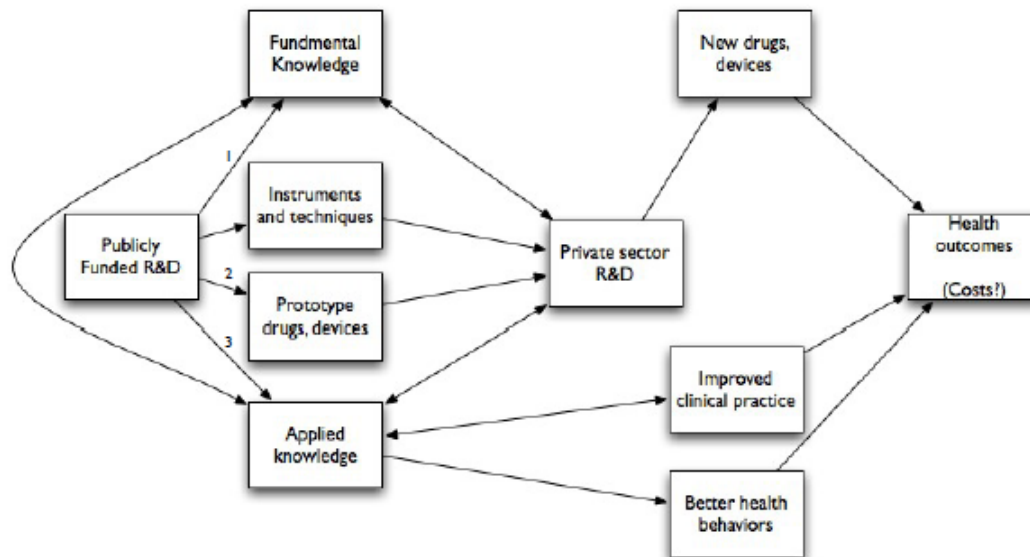 Fundmental
Knowledge
New drugs,
devices
1
Instruments
and techniques
Publicly
Funded R&D
2
Prototype
drugs, devices
3
Private sector
R&D
Health
outcomes
(Costs?)
Improved
clinical practice
Applied
knowledge
Better health
behaviors